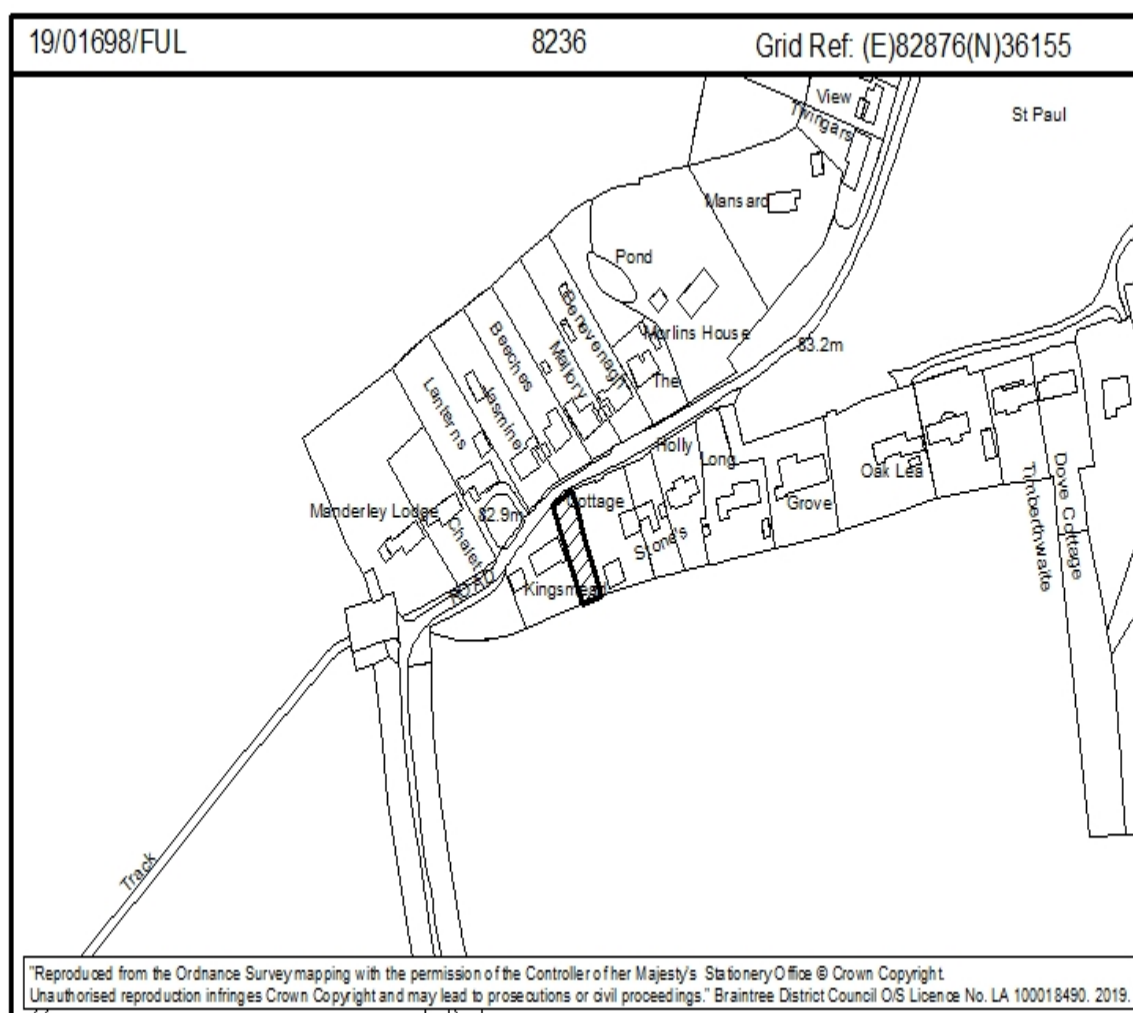 19/01698/FUL 8236 Grid Ref: (E)82876(N)36155
View
Twingars
St Paul
Mansard
Pond
Benevenagh
Marlins House
83.2m
Beeches
Mallory
The
Lanterns
Jasmine
Holly
Long
Oak Lea
Grove
Timberthwaite
Dove Cottage
Manderley Lodge
82.9m
Cottage
Chalet
Stone's
ROAD
Kingsmead
Track
"Reproduced from the Ordnance Survey mapping with the permission of the Controller of her Majesty's Stationery Office © Crown Copyright.
Unauthorised reproduction infringes Crown Copyright and may lead to prosecutions or civil proceedings." Braintree District Council O/S Licence No. LA 100018490. 2019.